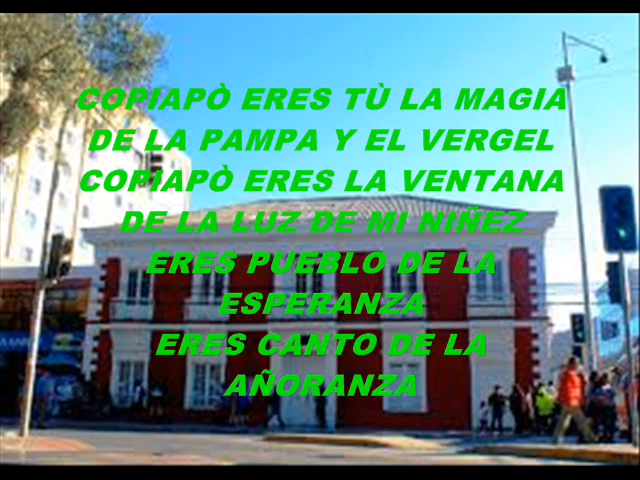 COPIAPÒ ERES TÙ LA MAGIA
DE LA PAMPA Y EL VERGEL
COPIAPÒ ERES LA VENTANA
DE LA LUZ DE MI NIÑEZ
ERES PUEBLO DE LA
ESPERANZA
ERES CANTO DE LA
AÑORANZA